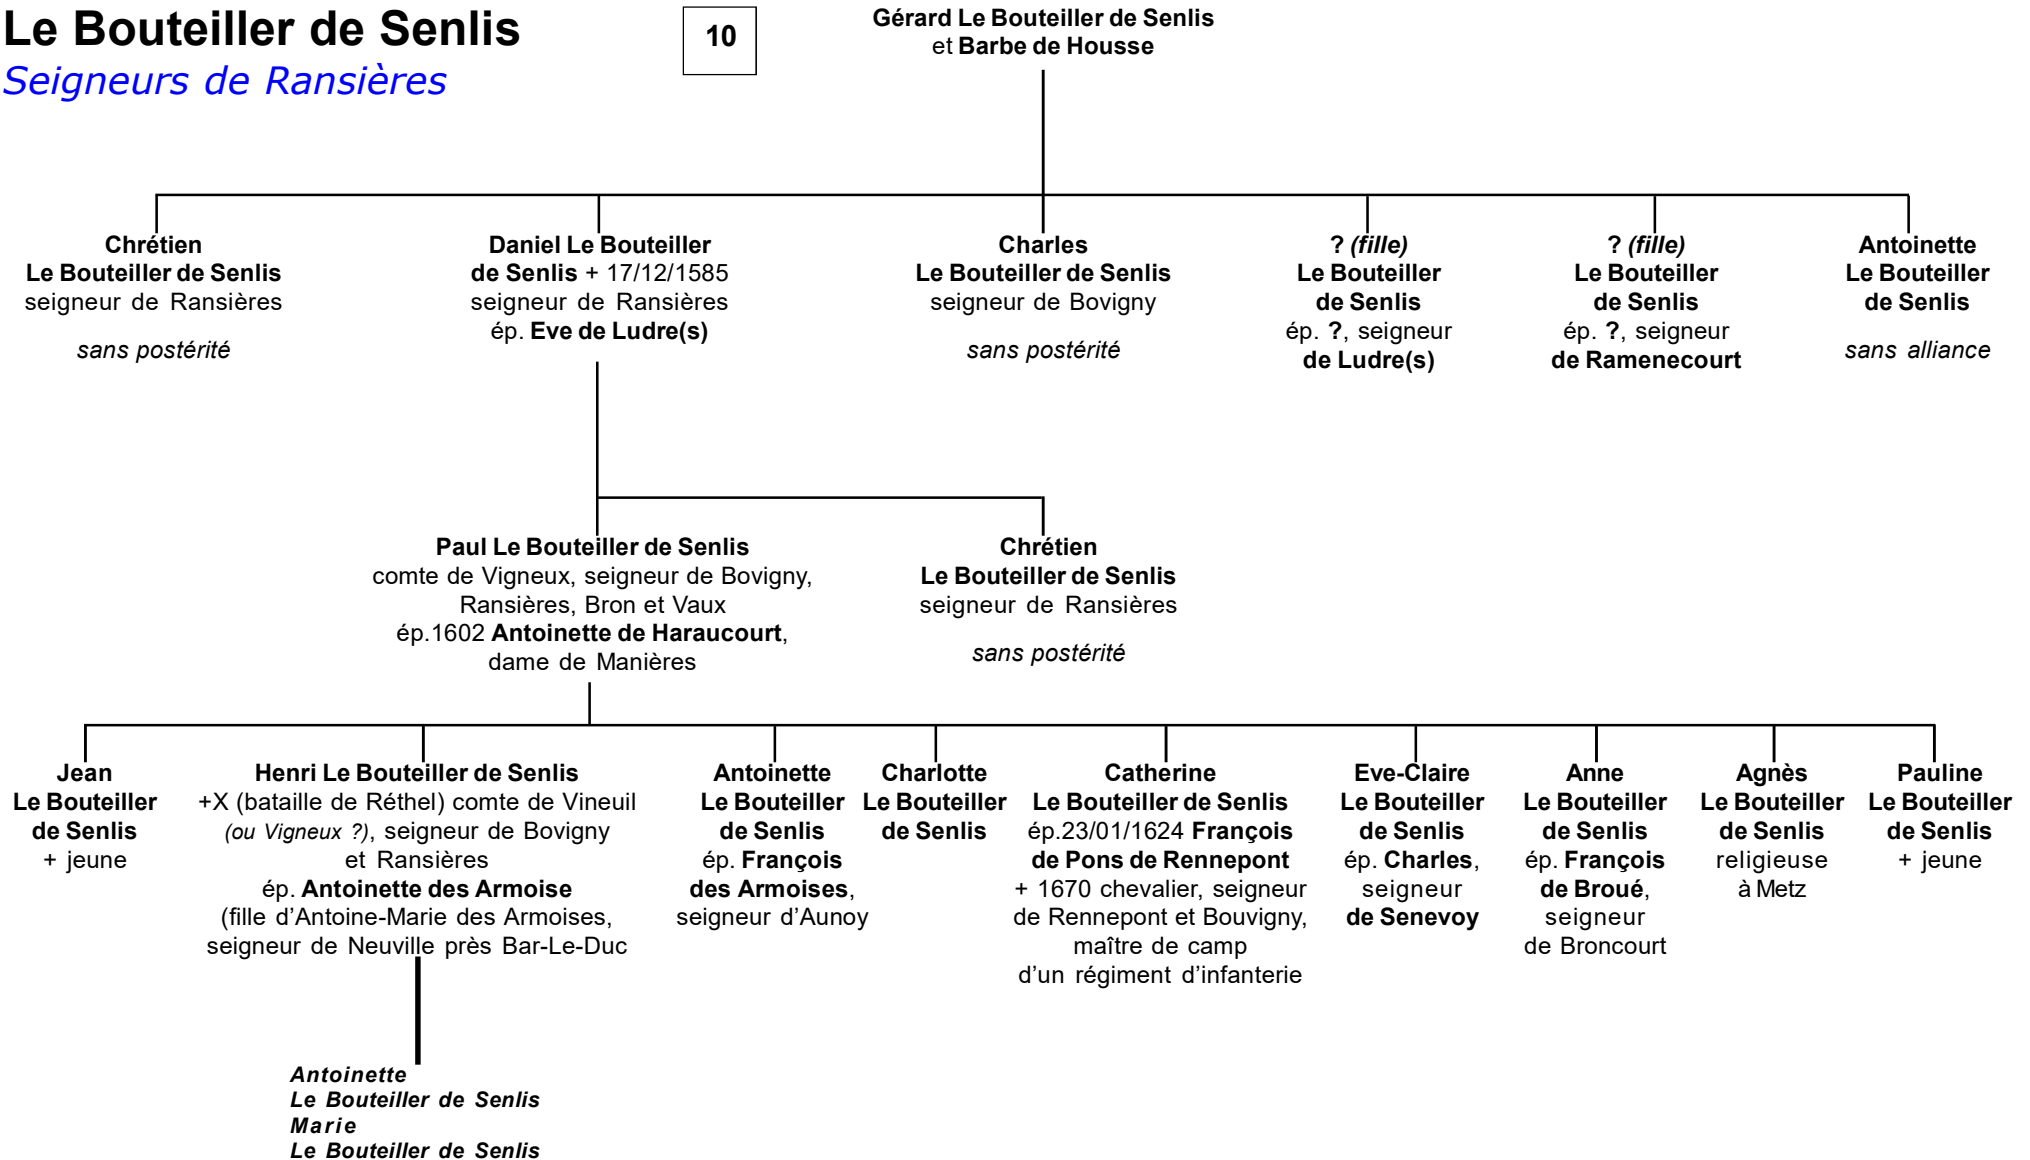 Le Bouteiller de Senlis
Seigneurs de Ransières
10
Gérard Le Bouteiller de Senlis
et Barbe de Housse
Chrétien
Le Bouteiller de Senlis
seigneur de Ransières
sans postérité
Daniel Le Bouteiller
de Senlis + 17/12/1585
seigneur de Ransières
ép. Eve de Ludre(s)
Charles
Le Bouteiller de Senlis
seigneur de Bovigny
sans postérité
? (fille)
Le Bouteiller
de Senlis
ép. ?, seigneur
de Ludre(s)
? (fille)
Le Bouteiller
de Senlis
ép. ?, seigneur
de Ramenecourt
Antoinette
Le Bouteiller
de Senlis
sans alliance
Paul Le Bouteiller de Senlis
comte de Vigneux, seigneur de Bovigny,
Ransières, Bron et Vaux
ép.1602 Antoinette de Haraucourt,
dame de Manières
Chrétien
Le Bouteiller de Senlis
seigneur de Ransières
sans postérité
Jean
Le Bouteiller
de Senlis
+ jeune
Henri Le Bouteiller de Senlis
+X (bataille de Réthel) comte de Vineuil
(ou Vigneux ?), seigneur de Bovigny
et Ransières
ép. Antoinette des Armoise
(fille d'Antoine-Marie des Armoises,
seigneur de Neuville près Bar-Le-Duc
Antoinette
Le Bouteiller
de Senlis
ép. François
des Armoises,
seigneur d'Aunoy
Charlotte
Le Bouteiller
de Senlis
Catherine
Le Bouteiller de Senlis
ép.23/01/1624 François
de Pons de Rennepont
+ 1670 chevalier, seigneur
de Rennepont et Bouvigny,
maître de camp
d'un régiment d'infanterie
Eve-Claire
Le Bouteiller
de Senlis
ép. Charles,
seigneur
de Senevoy
Anne
Le Bouteiller
de Senlis
ép. François
de Broué,
seigneur
de Broncourt
Agnès
Le Bouteiller
de Senlis
religieuse
à Metz
Pauline
Le Bouteiller
de Senlis
+ jeune
Antoinette
Le Bouteiller de Senlis
Marie
Le Bouteiller de Senlis